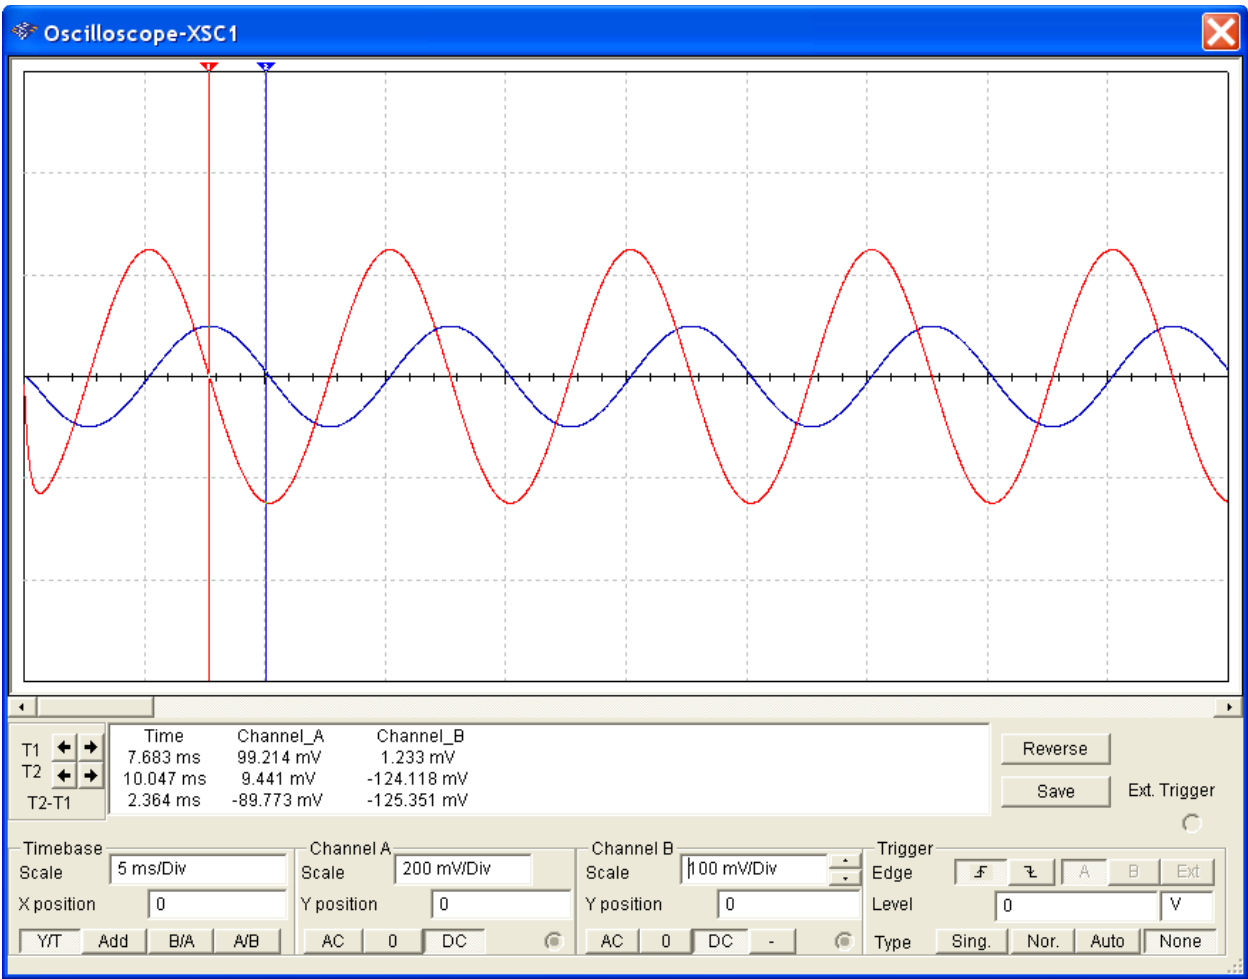 Oscilloscope-XSC1
1 2
Time Channel_A Channel_B
T1 7.683 ms 99.214 mV 1.233 mV
T2 10.047 ms 9.441 mV -124.118 mV
T2-T1 2.364 ms -89.773 mV -125.351 mV
Reverse
Save
Ext. Trigger
Timebase
Scale 5 ms/Div
X position 0
Y/T Add B/A A/B
Channel A
Scale 200 mV/Div
Y position 0
AC 0 DC
Channel B
Scale 100 mV/Div
Y position 0
AC 0 DC -
Trigger
Edge A B Ext
Level 0 V
Type Sing. Nor. Auto None